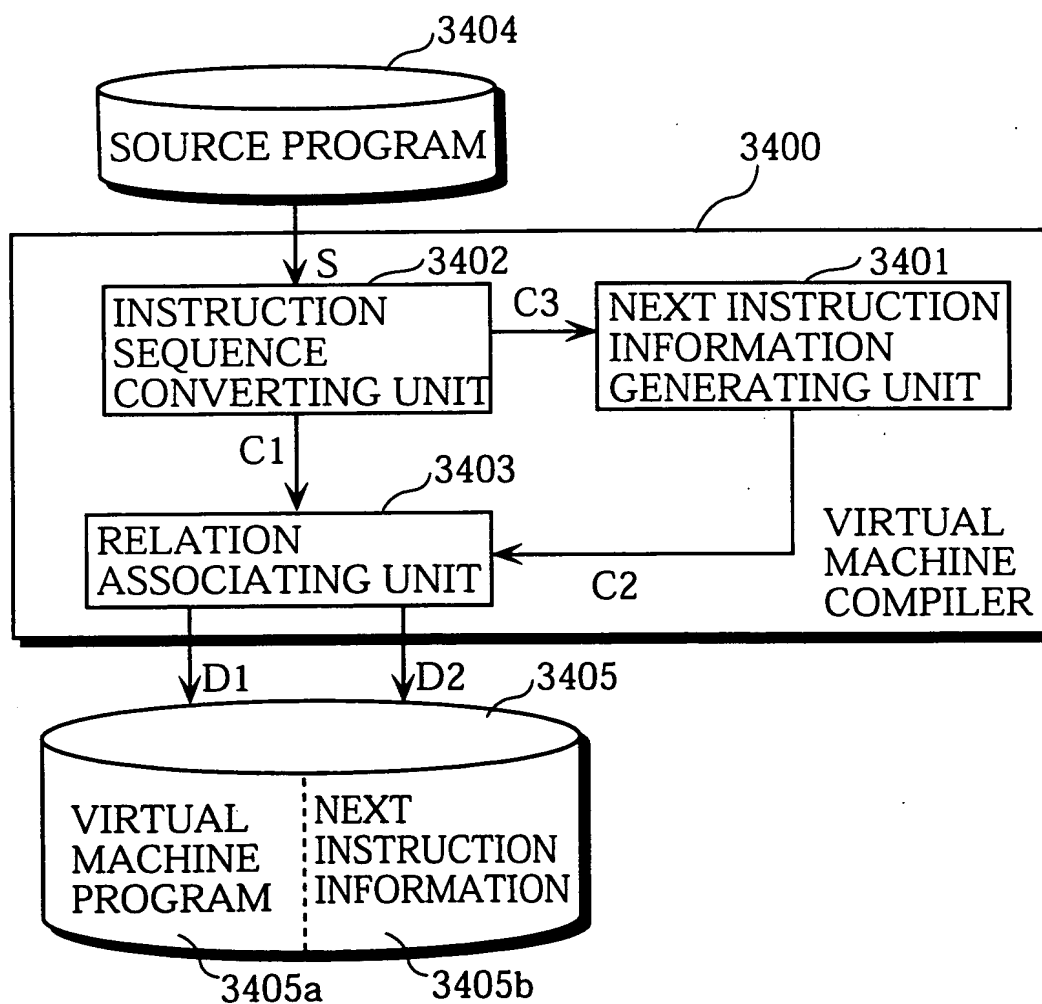 3404
SOURCE PROGRAM
3400
S
3402
3401
INSTRUCTION
SEQUENCE
CONVERTING UNIT
C3
NEXT INSTRUCTION
INFORMATION
GENERATING UNIT
C1
3403
RELATION
ASSOCIATING UNIT
C2
VIRTUAL
MACHINE
COMPILER
D1
D2
3405
VIRTUAL
MACHINE
PROGRAM
NEXT
INSTRUCTION
INFORMATION
3405a
3405b